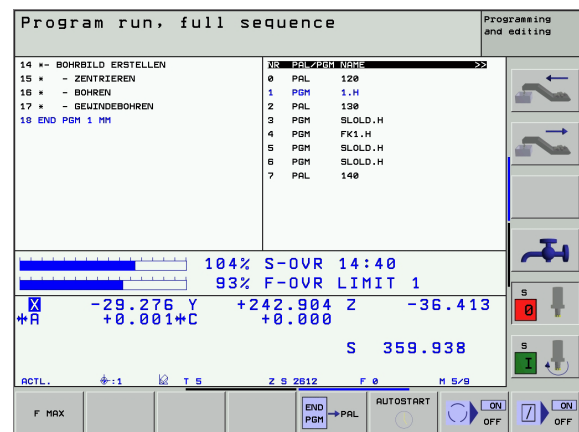 Program run, full sequence
Programming and editing
14 *- BOHRBILD ERSTELLEN
15 * - ZENTRIEREN
16 * - BOHREN
17 * - GEWINDEBOHREN
18 END PGM 1 MM
NR PAL/PGM NAME >>
0 PAL 120
1 PGM 1.H
2 PAL 130
3 PGM SLOLD.H
4 PGM FK1.H
5 PGM SLOLD.H
6 PGM SLOLD.H
7 PAL 140
104% S-OVR 14:40
93% F-OVR LIMIT 1
X -29.276 Y +242.904 Z -36.413
A +0.001 C +0.000
S 359.938
ACTL. :1 T 5 Z S 2612 F 0 M 5/9
S
0
S
I
F MAX
END PGM → PAL
AUTOSTART
ON
OFF
ON
OFF